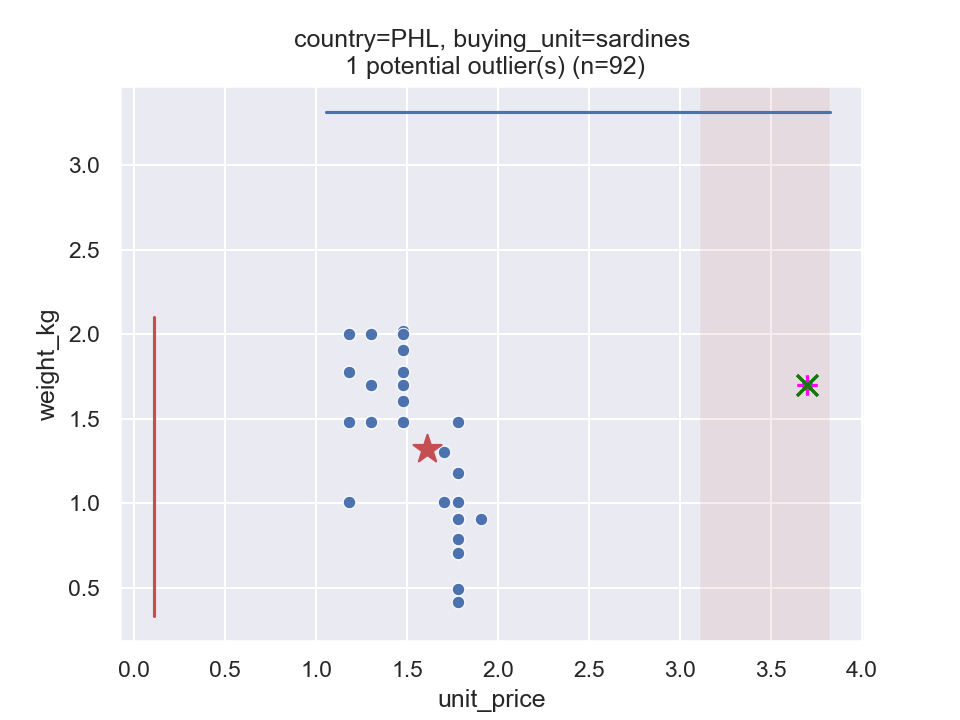 country=PHL, buying_unit=sardines
1 potential outlier(s) (n=92)
3.0
2.5
2.0
1.5
1.0
0.5
weight_kg
0.0 0.5 1.0 1.5 2.0 2.5 3.0 3.5 4.0
unit_price